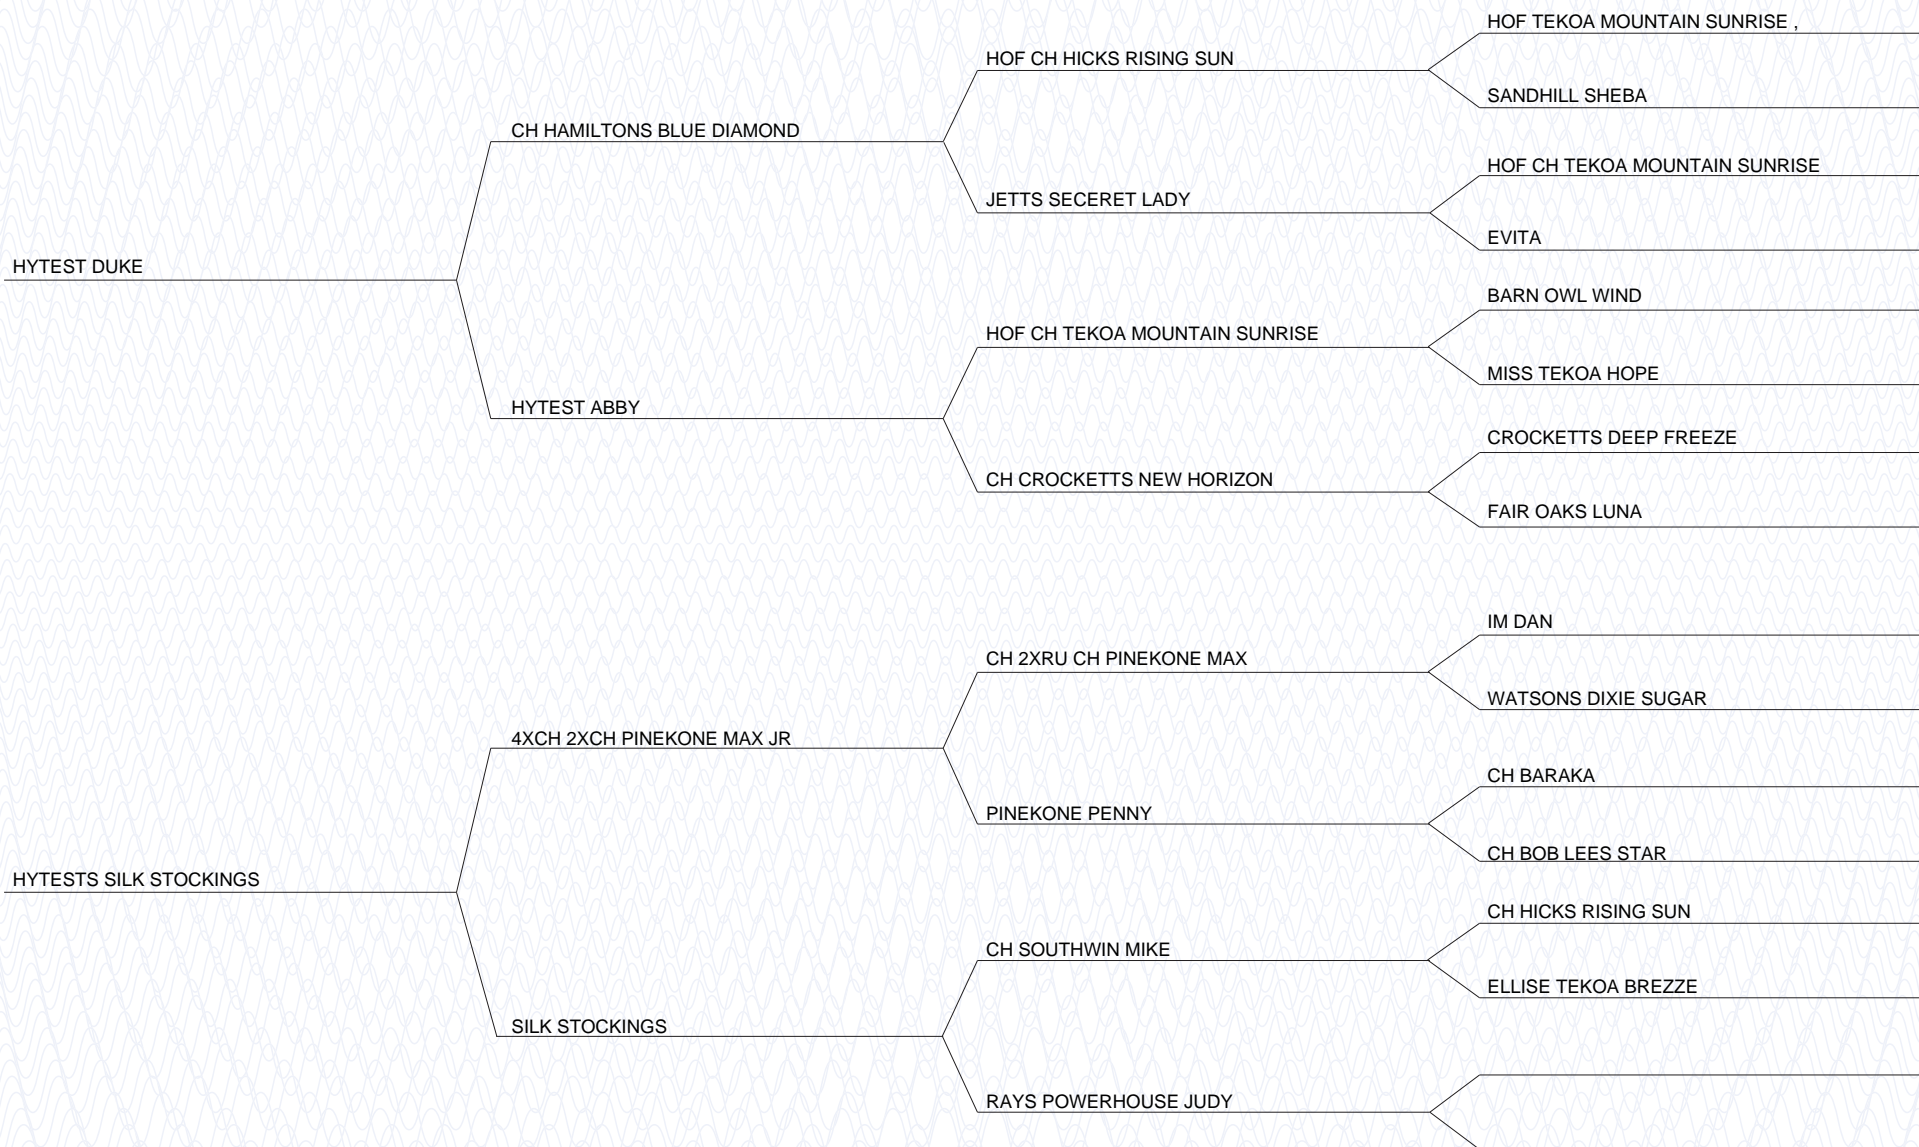 HOF TEKOA MOUNTAIN SUNRISE ,
HOF CH HICKS RISING SUN
SANDHILL SHEBA
CH HAMILTONS BLUE DIAMOND
HOF CH TEKOA MOUNTAIN SUNRISE
JETTS SECERET LADY
EVITA
HYTEST DUKE
BARN OWL WIND
HOF CH TEKOA MOUNTAIN SUNRISE
MISS TEKOA HOPE
HYTEST ABBY
CROCKETTS DEEP FREEZE
CH CROCKETTS NEW HORIZON
FAIR OAKS LUNA
IM DAN
CH 2XRU CH PINEKONE MAX
WATSONS DIXIE SUGAR
4XCH 2XCH PINEKONE MAX JR
CH BARAKA
PINEKONE PENNY
CH BOB LEES STAR
HYTESTS SILK STOCKINGS
CH HICKS RISING SUN
CH SOUTHWIN MIKE
ELLISE TEKOA BREZZE
SILK STOCKINGS
RAYS POWERHOUSE JUDY